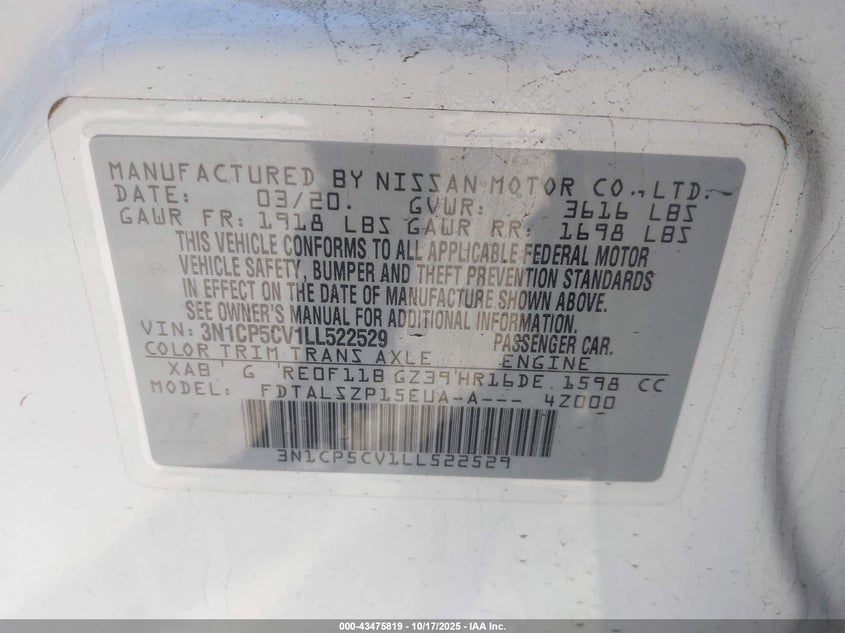 MANUFACTURED BY NISSAN MOTOR CO., LTD.
DATE: 03/20. GVWR: 3616 LBS
GAWR FR: 1918 LBS GAWR RR: 1698 LBS
THIS VEHICLE CONFORMS TO ALL APPLICABLE FEDERAL MOTOR
VEHICLE SAFETY, BUMPER AND THEFT PREVENTION STANDARDS
IN EFFECT ON THE DATE OF MANUFACTURE SHOWN ABOVE.
SEE OWNER'S MANUAL FOR ADDITIONAL INFORMATION.
VIN: 3N1CP5CV1LL522529 PASSENGER CAR.
COLOR TRIM TRANS AXLE ENGINE
XAB G RE0F11B GZ39 HR16DE 1598 CC
MODEL: FDTALSZP15EUA-A--- 4Z000
3N1CP5CV1LL522529
000-43475819 - 10/17/2025 - IAA Inc.